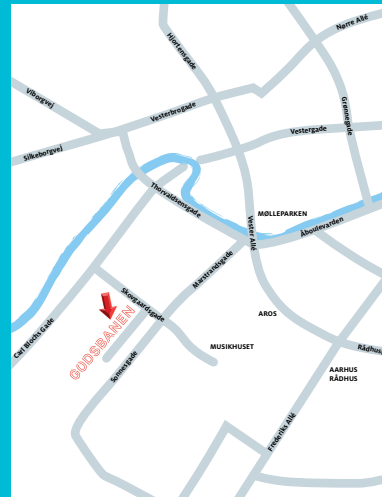 Nørre Allé
Hjortensgade
Viborgvej
Grønnegade
Vesterbrogade
Vestergade
Silkeborgvej
Thorvaldsensgade
MØLLEPARKEN
Vester Allé
Åboulevarden
Marstrandsgade
Skovgaardsgade
GODSBANEN
AROS
Carl Blochs Gade
MUSIKHUSET
Sonnesgade
Rådhus
AARHUS
RÅDHUS
Frederiks Allé